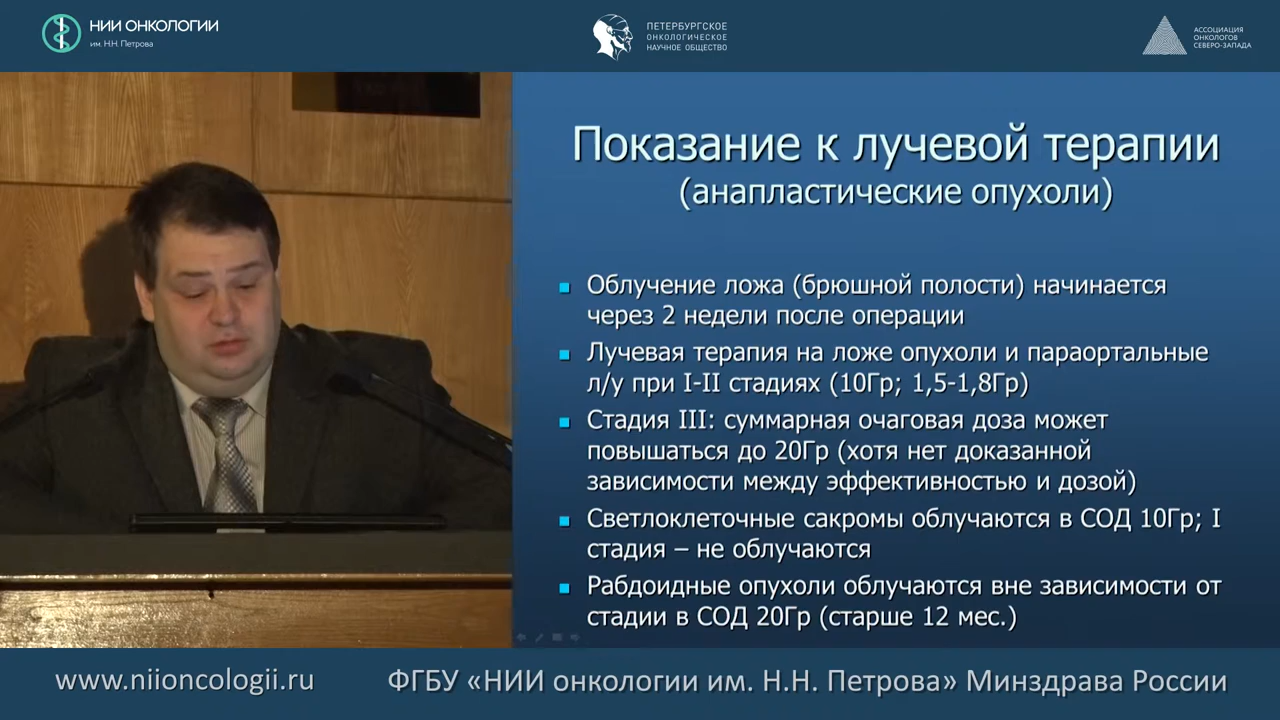 НИИ ОНКОЛОГИИ
им. Н.Н. Петрова
ПЕТЕРБУРГСКОЕ
ОНКОЛОГИЧЕСКОЕ
НАУЧНОЕ ОБЩЕСТВО
АССОЦИАЦИЯ
ОНКОЛОГОВ
СЕВЕРО-ЗАПАДА
Показание к лучевой терапии
(анапластические опухоли)
Облучение ложа (брюшной полости) начинается
через 2 недели после операции
Лучевая терапия на ложе опухоли и параортальные
л/у при I-II стадиях (10Гр; 1,5-1,8Гр)
Стадия III: суммарная очаговая доза может
повышаться до 20Гр (хотя нет доказанной
зависимости между эффективностью и дозой)
Светлоклеточные сакромы облучаются в СОД 10Гр; I
стадия – не облучаются
Рабдоидные опухоли облучаются вне зависимости от
стадии в СОД 20Гр (старше 12 мес.)
www.niioncologii.ru
ФГБУ «НИИ онкологии им. Н.Н. Петрова» Минздрава России